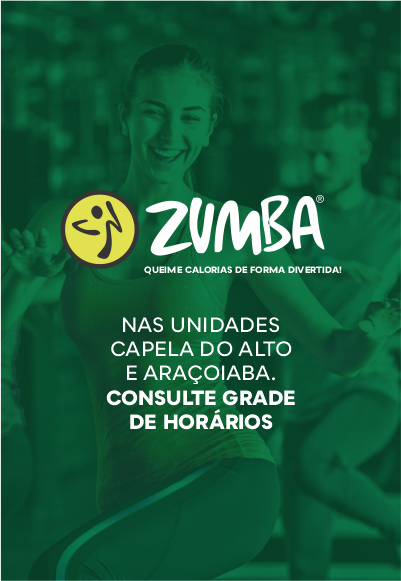 ZUMBA®
QUEIME CALORIAS DE FORMA DIVERTIDA!
NAS UNIDADES
CAPELA DO ALTO
E ARAÇOIABA.
CONSULTE GRADE
DE HORÁRIOS